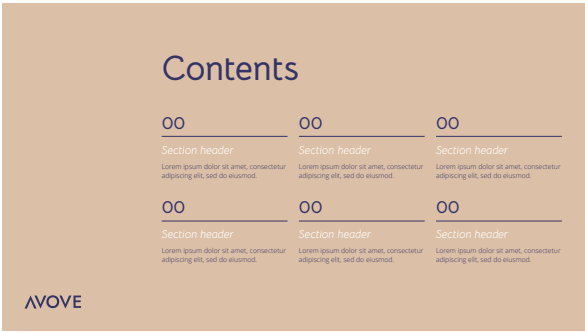 Contents
00
Section header
Lorem ipsum dolor sit amet, consectetur
adipiscing elit, sed do eiusmod.
00
Section header
Lorem ipsum dolor sit amet, consectetur
adipiscing elit, sed do eiusmod.
00
Section header
Lorem ipsum dolor sit amet, consectetur
adipiscing elit, sed do eiusmod.
00
Section header
Lorem ipsum dolor sit amet, consectetur
adipiscing elit, sed do eiusmod.
00
Section header
Lorem ipsum dolor sit amet, consectetur
adipiscing elit, sed do eiusmod.
00
Section header
Lorem ipsum dolor sit amet, consectetur
adipiscing elit, sed do eiusmod.
AVOVE